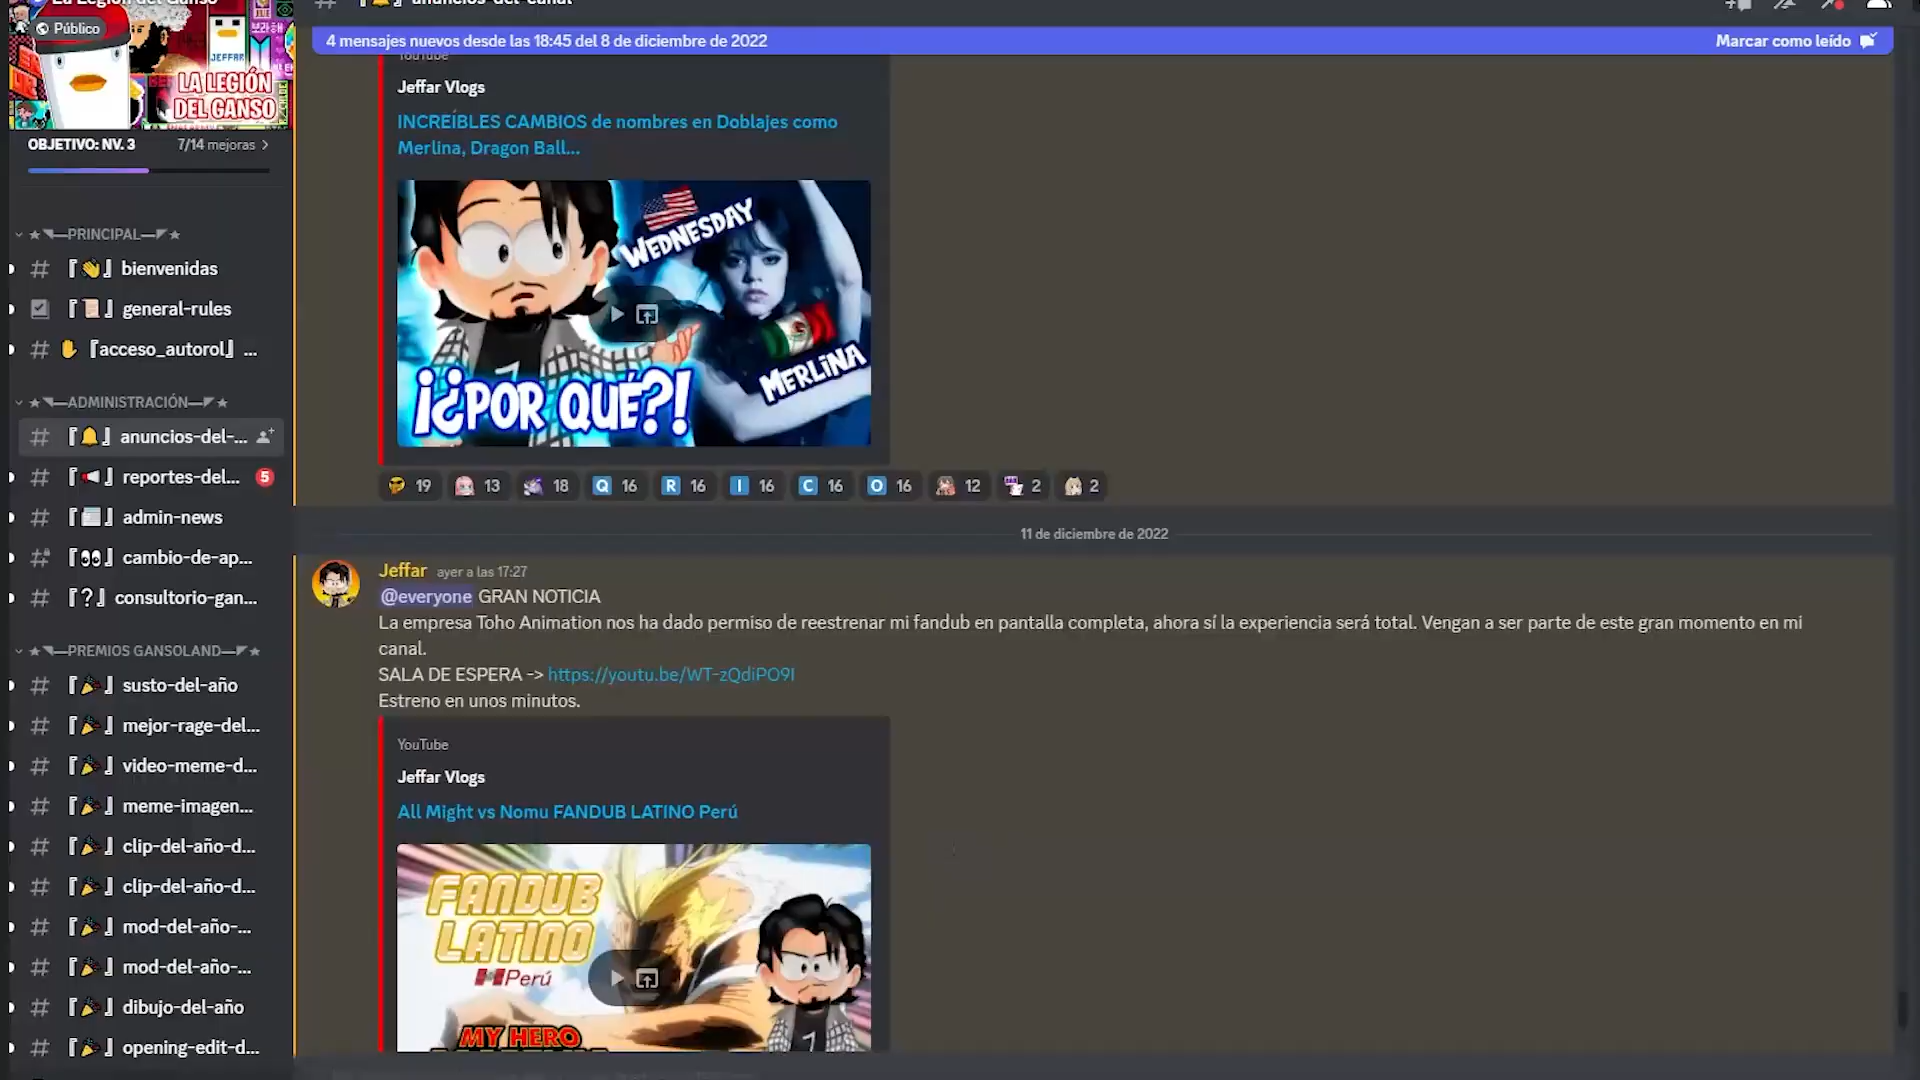 La Legión del Ganso
Público
JEFFAR
LA LEGIÓN
DEL GANSO
OBJETIVO: NV. 3 7/14 mejoras
PRINCIPAL
bienvenidas
general-rules
『acceso_autorol』 ...
ADMINISTRACIÓN
anuncios-del-...
reportes-del... 5
admin-news
cambio-de-ap...
consultorio-gan...
PREMIOS GANSOLAND
susto-del-año
mejor-rage-del...
video-meme-d...
meme-imagen...
clip-del-año-d...
clip-del-año-d...
mod-del-año-...
mod-del-año-...
dibujo-del-año
opening-edit-d...
anuncios_del_canal
4 mensajes nuevos desde las 18:45 del 8 de diciembre de 2022 Marcar como leído
YouTube
Jeffar Vlogs
INCREÍBLES CAMBIOS de nombres en Doblajes como
Merlina, Dragon Ball...
WEDNESDAY
MERLINA
¡¿POR QUÉ?!
19 13 18 Q 16 R 16 I 16 C 16 O 16 12 2 2
11 de diciembre de 2022
Jeffar ayer a las 17:27
@everyone GRAN NOTICIA
La empresa Toho Animation nos ha dado permiso de reestrenar mi fandub en pantalla completa, ahora sí la experiencia será total. Vengan a ser parte de este gran momento en mi
canal.
SALA DE ESPERA -> https://youtu.be/WT-zQdiPO9I
Estreno en unos minutos.
YouTube
Jeffar Vlogs
All Might vs Nomu FANDUB LATINO Perú
FANDUB
LATINO
Perú
MY HERO